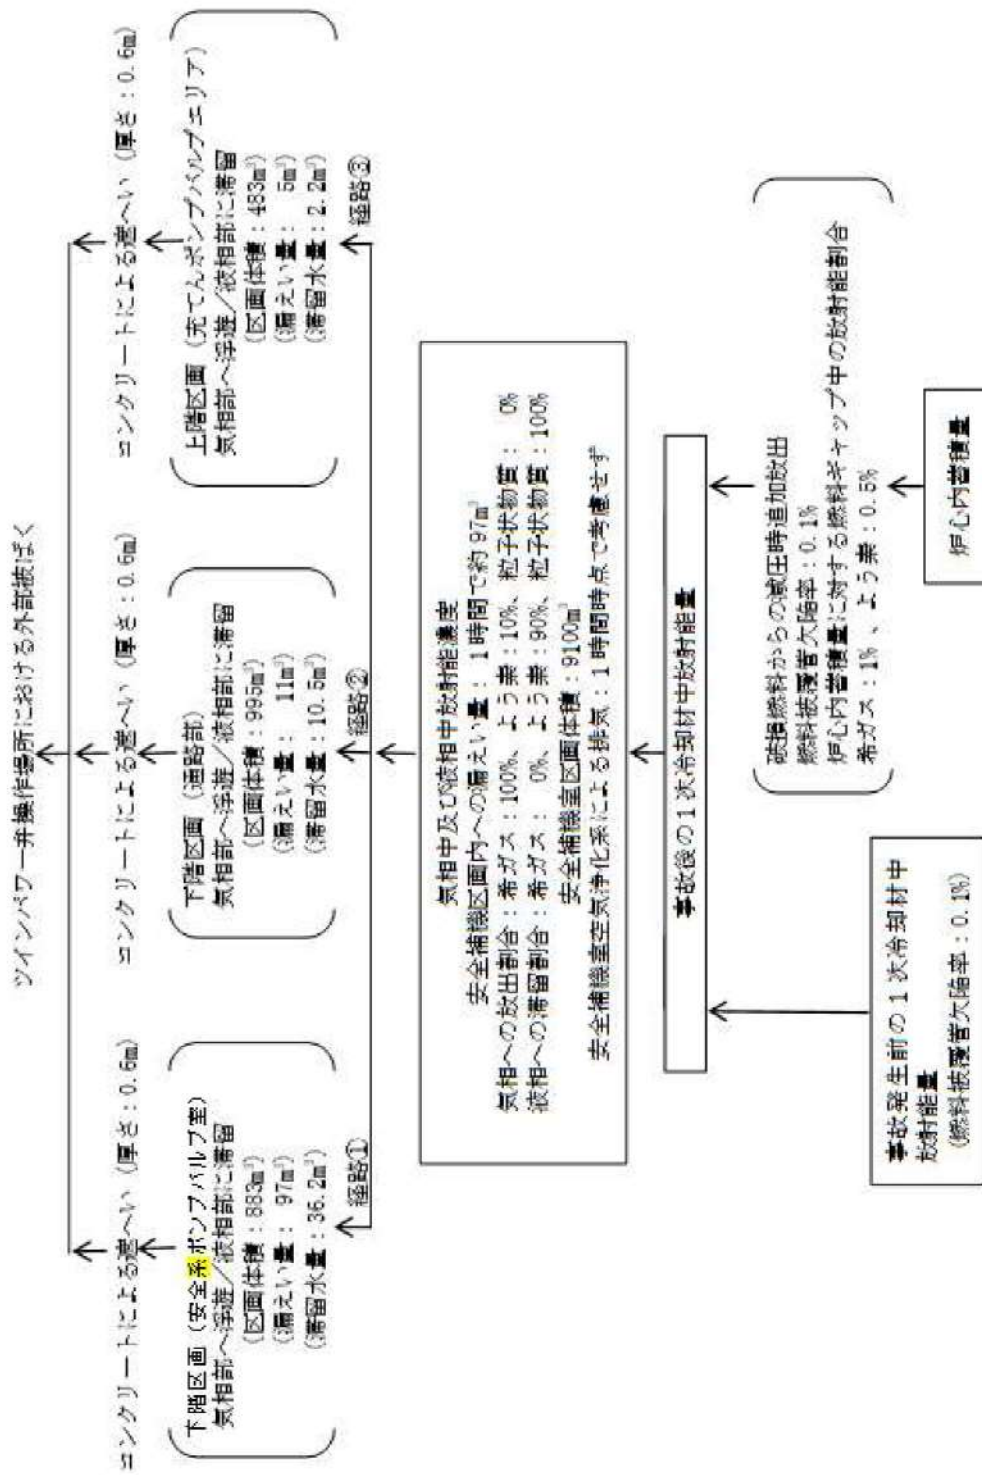 ツインパワー弁操作場所における外部被ばく
コンクリートによる遮へい (厚さ:0.6m)
下階区画 (安全系ポンプバルブ室)
気相部へ浮遊/液相部に滞留
(区画体積:883m³)
(漏えい量: 97m³)
(滞留水量:36.2m³)
経路①
コンクリートによる遮へい (厚さ:0.6m)
下階区画 (通路部)
気相部へ浮遊/液相部に滞留
(区画体積:995m³)
(漏えい量: 11m³)
(滞留水量:10.5m³)
経路②
コンクリートによる遮へい (厚さ:0.6m)
上階区画 (充てんポンプバルブエリア)
気相部へ浮遊/液相部に滞留
(区画体積:483m³)
(漏えい量: 5m³)
(滞留水量:2.2m³)
経路③
気相中及び液相中放射能濃度
安全補機区画内への漏えい量:1時間で約97m³
気相への放出割合:希ガス:100%、よう素:10%、粒子状物質: 0%
液相への滞留割合:希ガス: 0%、よう素:90%、粒子状物質:100%
安全補機室区画体積:9100m³
安全補機室空気浄化系による排気:1時間時点で考慮せず
事故後の1次冷却材中放射能量
事故発生前の1次冷却材中
放射能量
(燃料被覆管欠陥率:0.1%)
破損燃料からの減圧時追加放出
燃料被覆管欠陥率:0.1%
炉心内蓄積量に対する燃料ギャップ中の放射能割合
希ガス:1%、よう素:0.5%
炉心内蓄積量